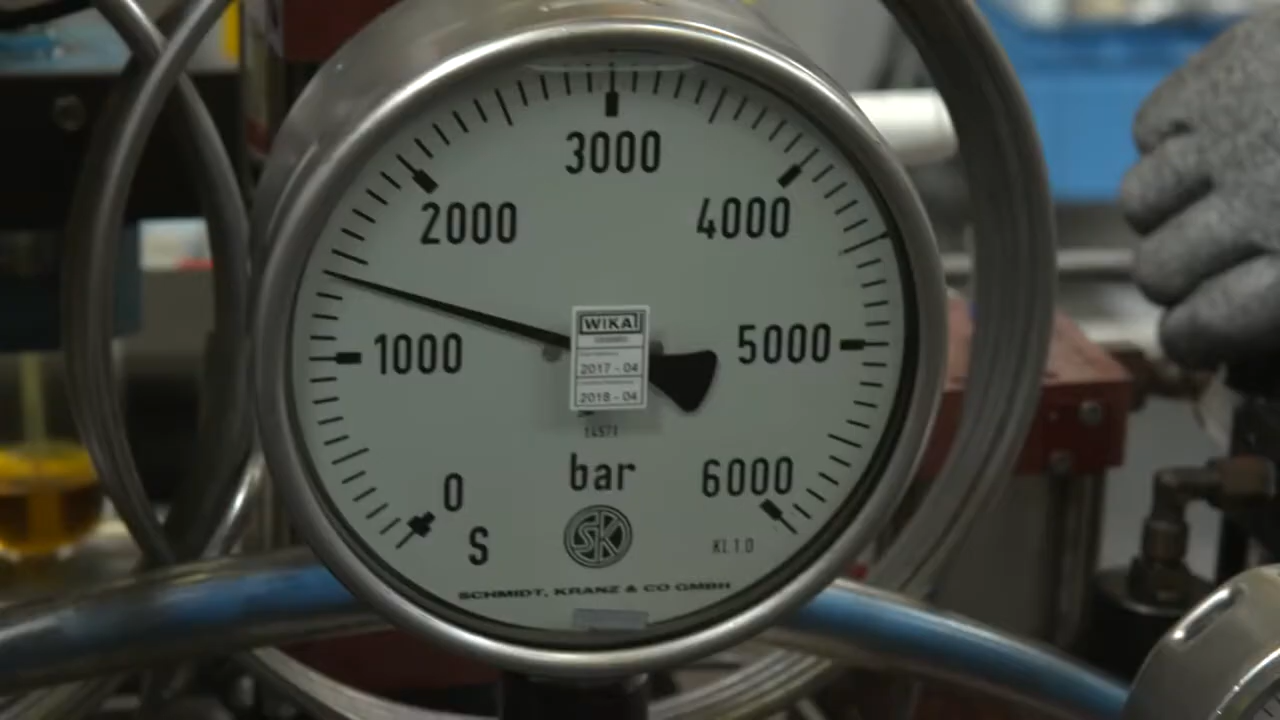 3000
2000
4000
WIKA
1000
2017 - 04
5000
2018 - 04
bar
0
6000
S
SK
KL 1.0
SCHMIDT, KRANZ & CO GMBH